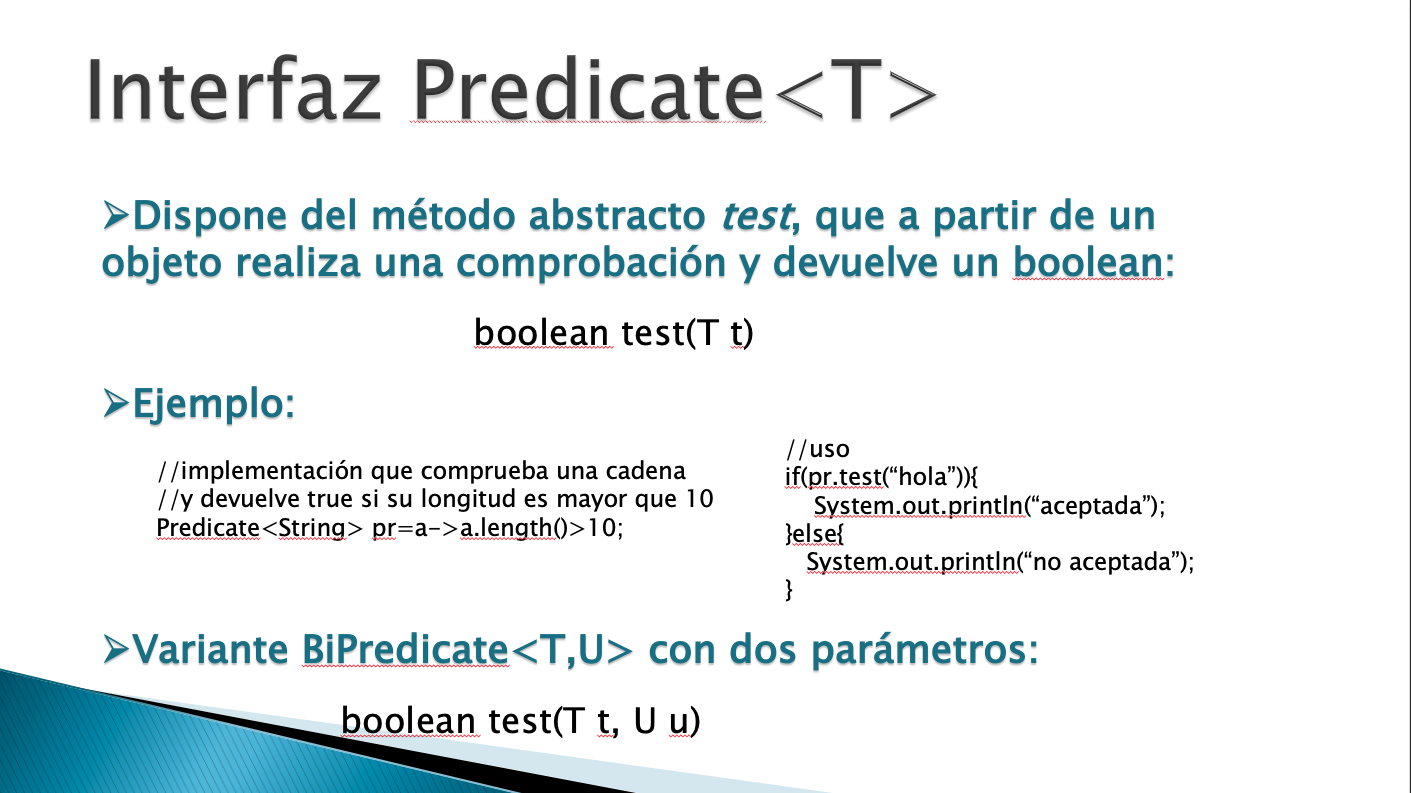 Interfaz Predicate<T>
➢Dispone del método abstracto test, que a partir de un
objeto realiza una comprobación y devuelve un boolean:
boolean test(T t)
➢Ejemplo:
//implementación que comprueba una cadena
//y devuelve true si su longitud es mayor que 10
Predicate<String> pr=a->a.length()>10;
//uso
if(pr.test(“hola”)){
System.out.println(“aceptada”);
}else{
System.out.println(“no aceptada”);
}
➢Variante BiPredicate<T,U> con dos parámetros:
boolean test(T t, U u)